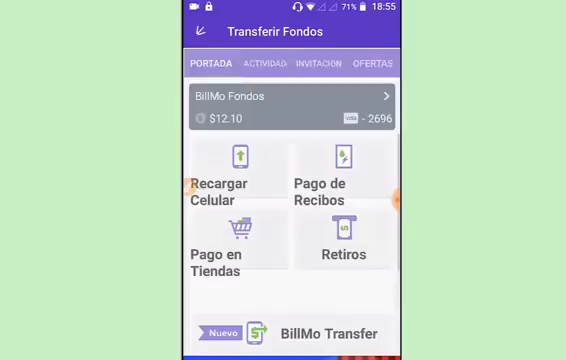 71% 18:55
Transferir Fondos
PORTADA ACTIVIDAD INVITACION OFERTAS
BillMo Fondos
$12.10 VISA - 2696
Recargar
Celular
Pago de
Recibos
Pago en
Tiendas
Retiros
Nuevo BillMo Transfer